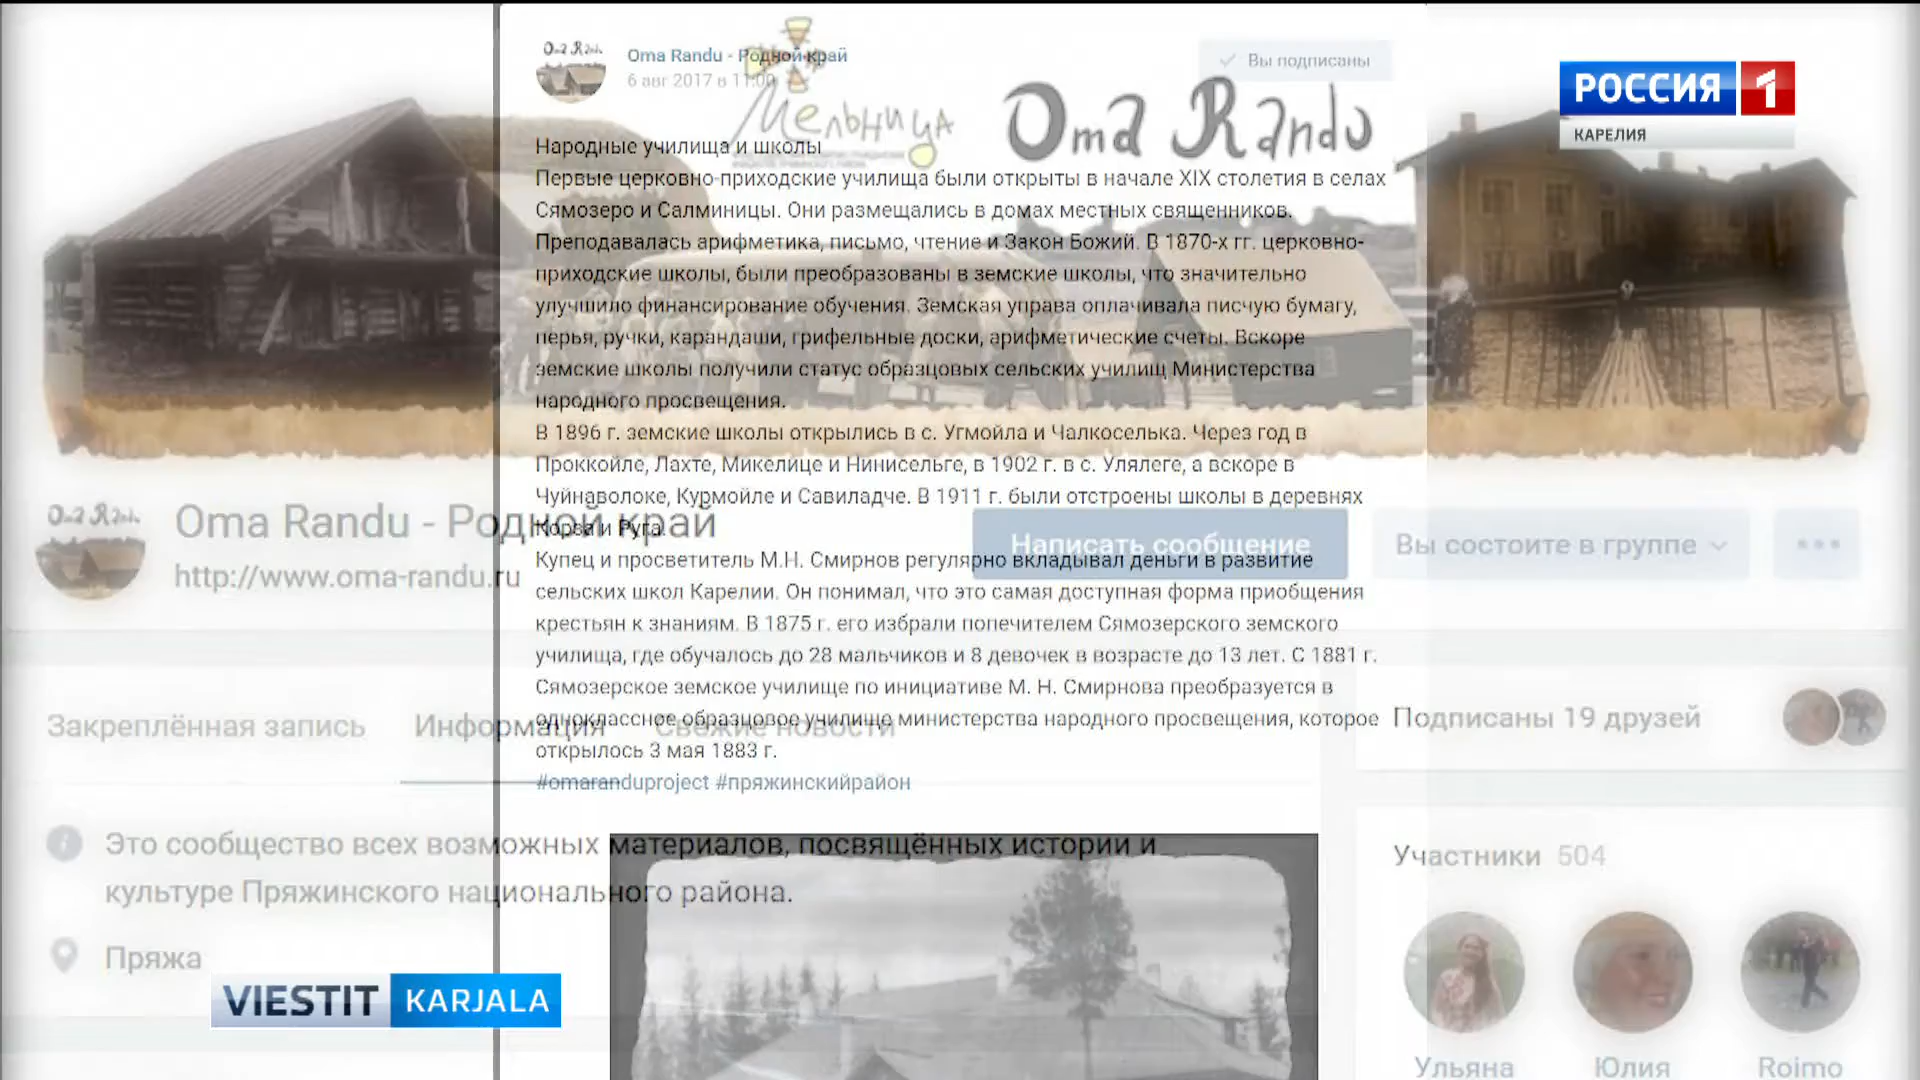 Oma Randu
Oma Randu - Родной край
6 авг 2017 в 11:00
Вы подписаны
Мельница
Oma Randu
РОССИЯ 1
КАРЕЛИЯ
Народные училища и школы
Первые церковно-приходские училища были открыты в начале XIX столетия в селах
Сямозеро и Салминицы. Они размещались в домах местных священников.
Преподавалась арифметика, письмо, чтение и Закон Божий. В 1870-х гг. церковно-
приходские школы, были преобразованы в земские школы, что значительно
улучшило финансирование обучения. Земская управа оплачивала писчую бумагу,
перья, ручки, карандаши, грифельные доски, арифметические счеты. Вскоре
земские школы получили статус образцовых сельских училищ Министерства
народного просвещения.
В 1896 г. земские школы открылись в с. Угмойла и Чалкоселька. Через год в
Проккойле, Лахте, Микелице и Нинисельге, в 1902 г. в с. Улялеге, а вскоре в
Чуйнаволоке, Курмойле и Савиладче. В 1911 г. были отстроены школы в деревнях
Корза и Руга.
Купец и просветитель М.Н. Смирнов регулярно вкладывал деньги в развитие
сельских школ Карелии. Он понимал, что это самая доступная форма приобщения
крестьян к знаниям. В 1875 г. его избрали попечителем Сямозерского земского
училища, где обучалось до 28 мальчиков и 8 девочек в возрасте до 13 лет. С 1881 г.
Сямозерское земское училище по инициативе М. Н. Смирнова преобразуется в
одноклассное образцовое училище министерства народного просвещения, которое
открылось 3 мая 1883 г.
#omaranduproject #пряжинскийрайон
Oma Randu
Oma Randu - Родной край
http://www.oma-randu.ru
Написать сообщение
Вы состоите в группе
Закреплённая запись
Информация
Свежие новости
Подписаны 19 друзей
Это сообщество всех возможных материалов, посвящённых истории и
культуре Пряжинского национального района.
Пряжа
Участники 504
Ульяна
Юлия
Roimo
VIESTIT KARJALA